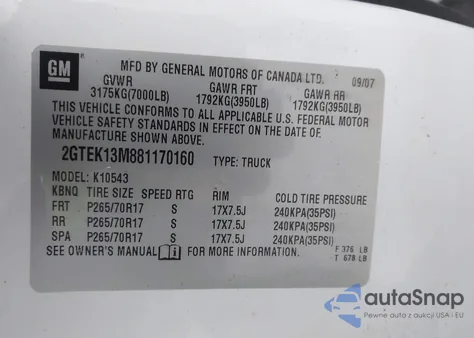 GM
MFD BY GENERAL MOTORS OF CANADA LTD. 09/07
GVWR GAWR FRT GAWR RR
3175KG(7000LB) 1792KG(3950LB) 1792KG(3950LB)
THIS VEHICLE CONFORMS TO ALL APPLICABLE U.S. FEDERAL MOTOR
VEHICLE SAFETY STANDARDS IN EFFECT ON THE DATE OF
MANUFACTURE SHOWN ABOVE.
2GTEK13M881170160 TYPE: TRUCK
MODEL: K10543
KBNQ TIRE SIZE SPEED RTG RIM COLD TIRE PRESSURE
FRT P265/70R17 S 17X7.5J 240KPA(35PSI)
RR P265/70R17 S 17X7.5J 240KPA(35PSI)
SPA P265/70R17 S 17X7.5J 240KPA(35PSI)
SEE OWNER'S MANUAL FOR MORE INFORMATION. F 376 LB
T 678 LB
autoSnap
Pewne auta z aukcji USA i EU